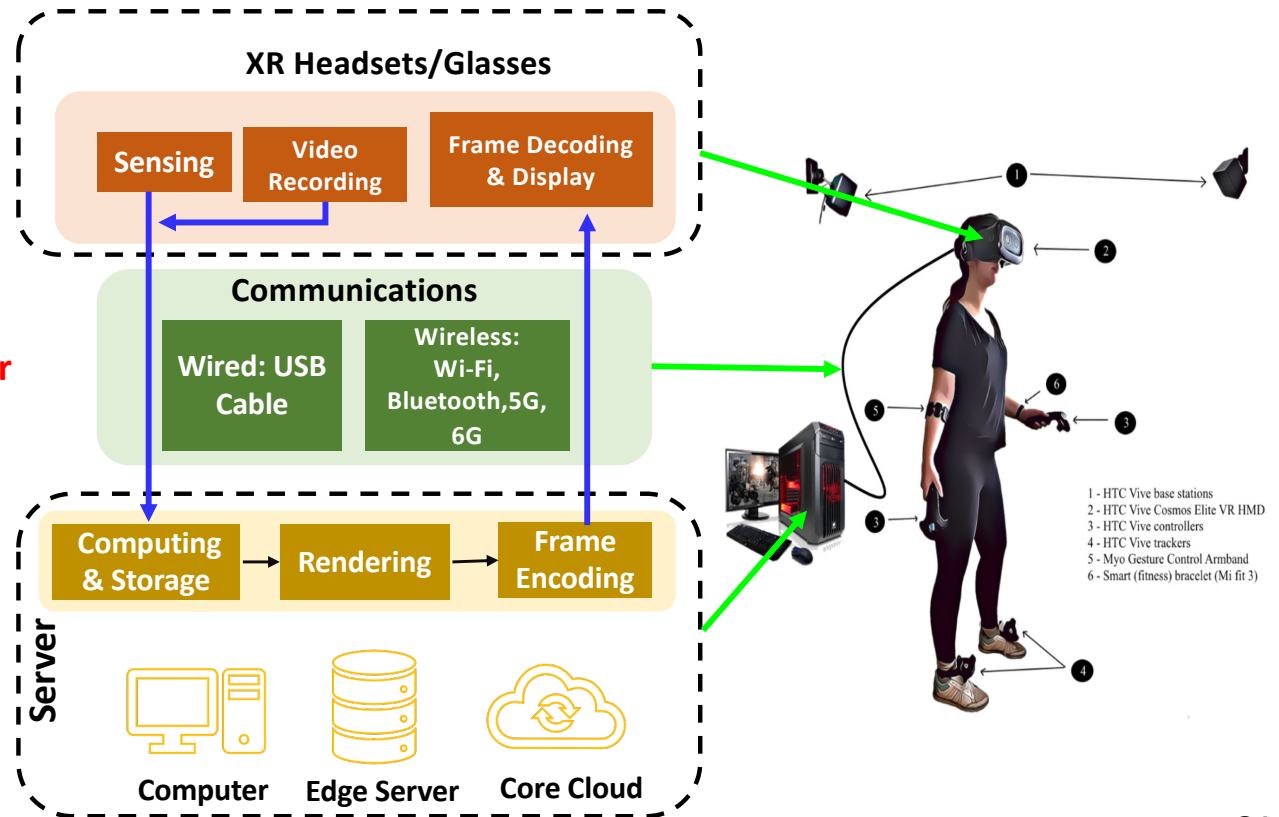 XR Headsets/Glasses
Sensing
Video
Recording
Frame Decoding
& Display
Communications
Wired: USB
Cable
Wireless:
Wi-Fi,
Bluetooth,5G,
6G
r
Computing
& Storage
Rendering
Frame
Encoding
Server
Computer
Edge Server
Core Cloud
1
2
6
5
3
3
4
1 - HTC Vive base stations
2 - HTC Vive Cosmos Elite VR HMD
3 - HTC Vive controllers
4 - HTC Vive trackers
5 - Myo Gesture Control Armband
6 - Smart (fitness) bracelet (Mi fit 3)